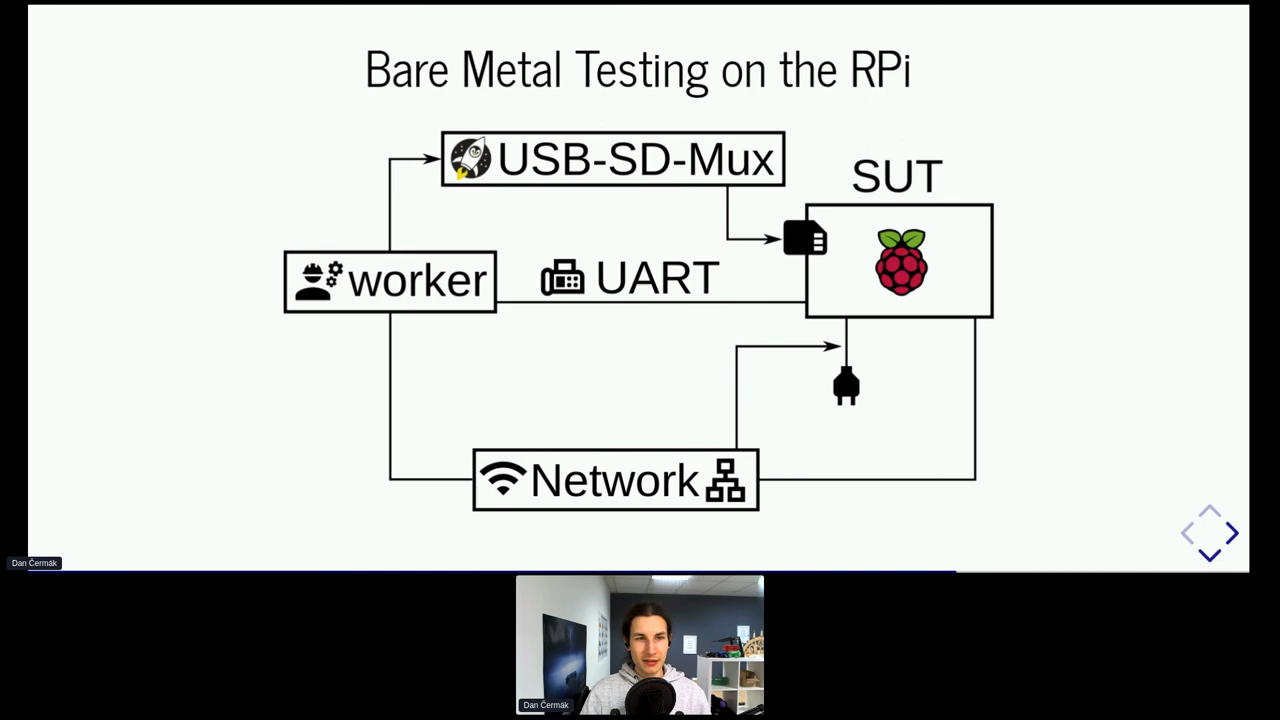 Bare Metal Testing on the RPi
USB-SD-Mux
SUT
worker
UART
Network
Dan Čermák
Dan Čermák